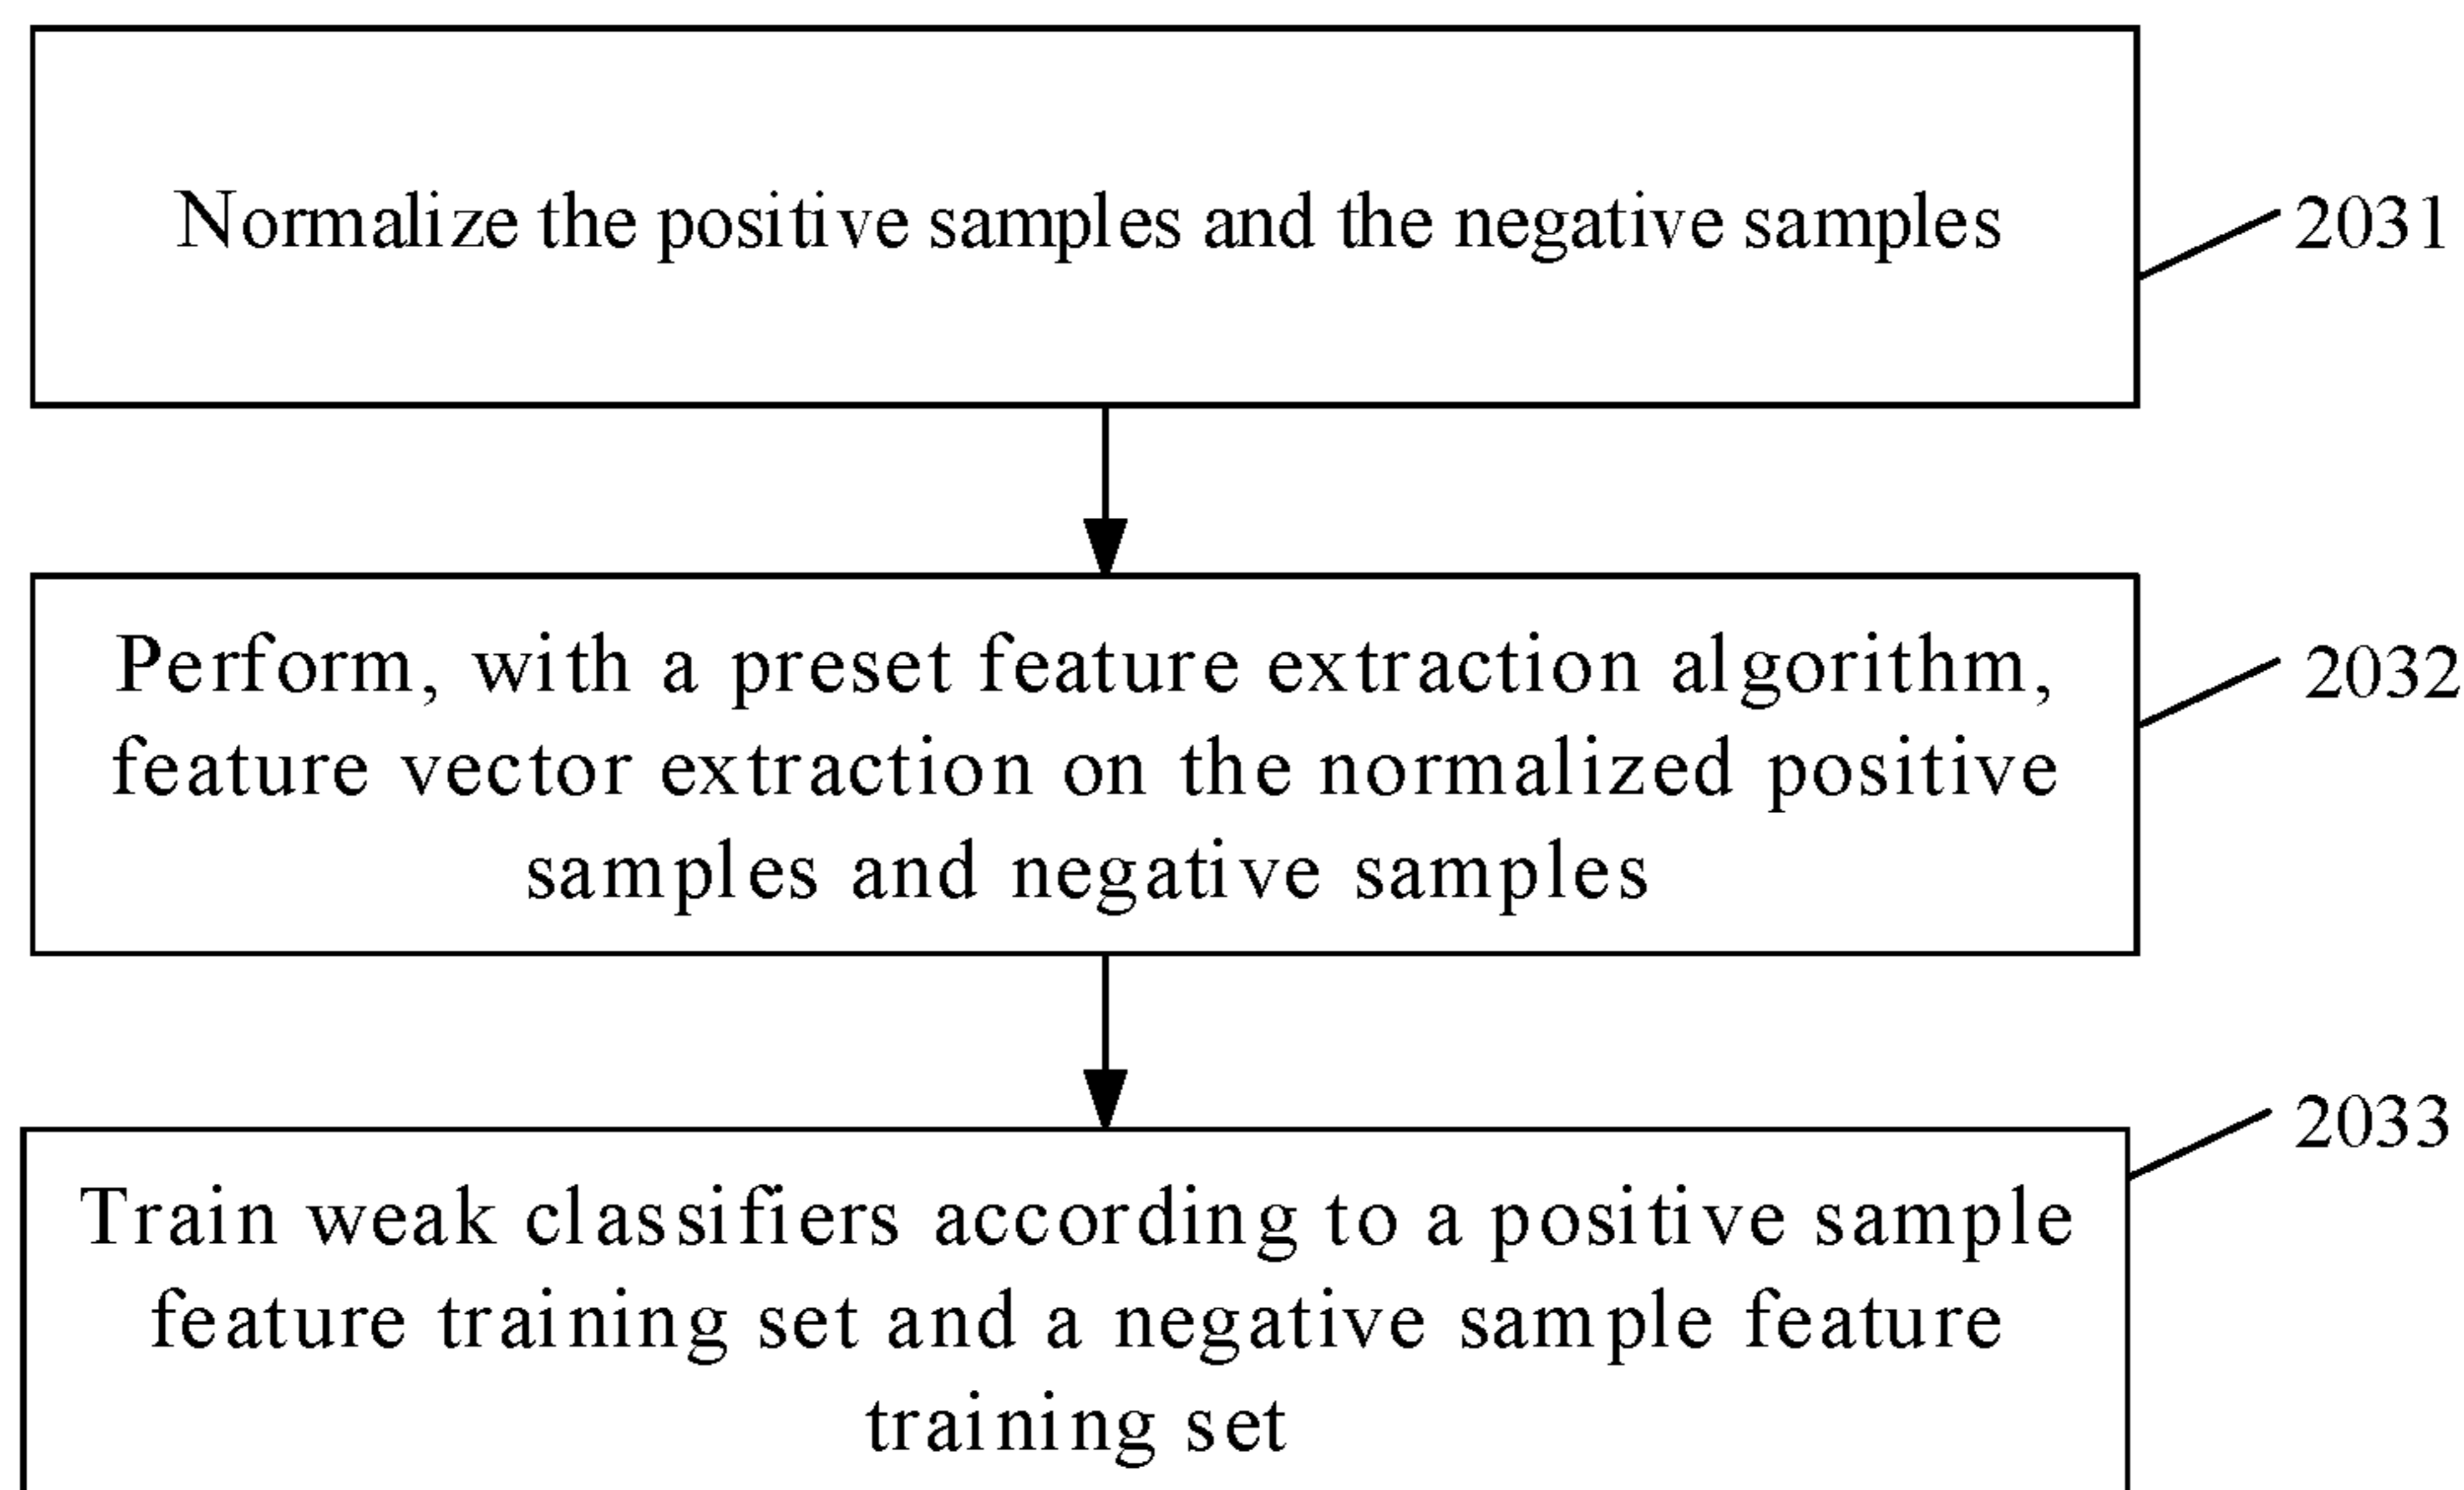 Normalize the positive samples and the negative samples
2031
Perform, with a preset feature extraction algorithm,
feature vector extraction on the normalized positive
samples and negative samples
2032
Train weak classifiers according to a positive sample
feature training set and a negative sample feature
training set
2033